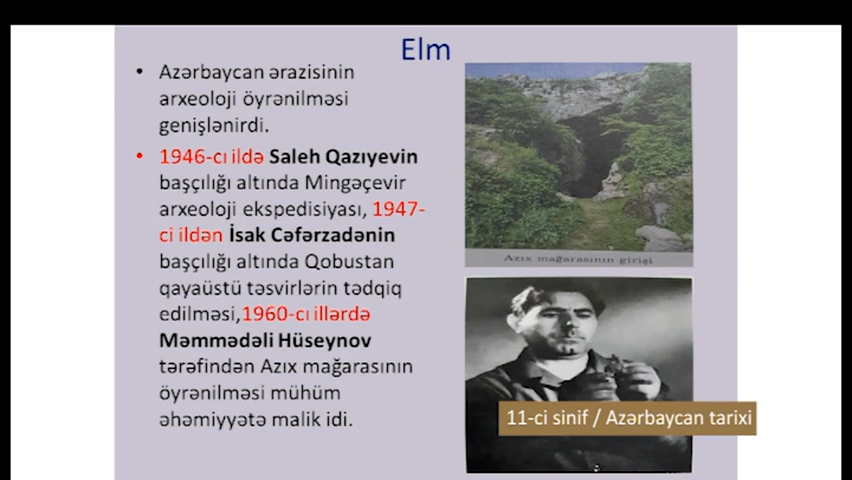 Elm
• Azərbaycan ərazisinin
arxeoloji öyrənilməsi
genişlənirdi.
• 1946-cı ildə Saleh Qazıyevin
başçılığı altında Mingəçevir
arxeoloji ekspedisiyası, 1947-
ci ildən İsak Cəfərzadənin
başçılığı altında Qobustan
qayaüstü təsvirlərin tədqiq
edilməsi,1960-cı illərdə
Məmmədəli Hüseynov
tərəfindən Azıx mağarasının
öyrənilməsi mühüm
əhəmiyyətə malik idi.
Azıx mağarasının girişi
11-ci sinif / Azərbaycan tarixi